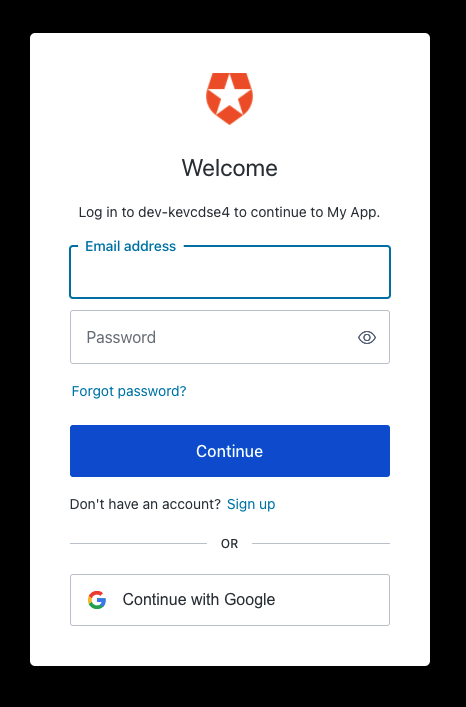 Welcome
Log in to dev-kevcdse4 to continue to My App.
Email address
Password
Forgot password?
Continue
Don't have an account? Sign up
OR
Continue with Google